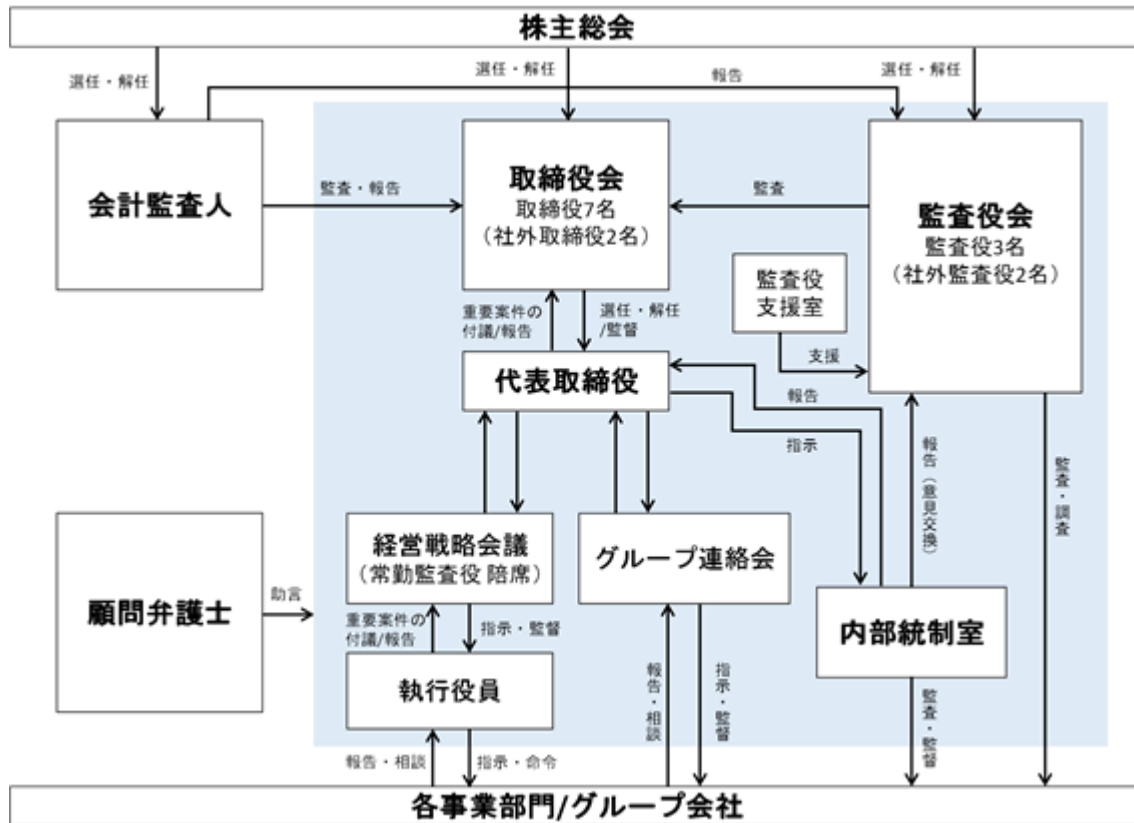 株主総会
選任・解任
選任・解任
報告
選任・解任
会計監査人
監査・報告
取締役会
取締役7名
（社外取締役2名）
監査
監査役会
監査役3名
（社外監査役2名）
監査役
支援室
支援
重要案件の
付議/報告
選任・解任
/監督
代表取締役
報告
指示
報告（意見交換）
監査・調査
経営戦略会議
（常勤監査役 陪席）
グループ連絡会
顧問弁護士
助言
重要案件の
付議/報告
指示・監督
内部統制室
執行役員
報告・相談
指示・監督
監査・監督
報告・相談
指示・命令
各事業部門/グループ会社